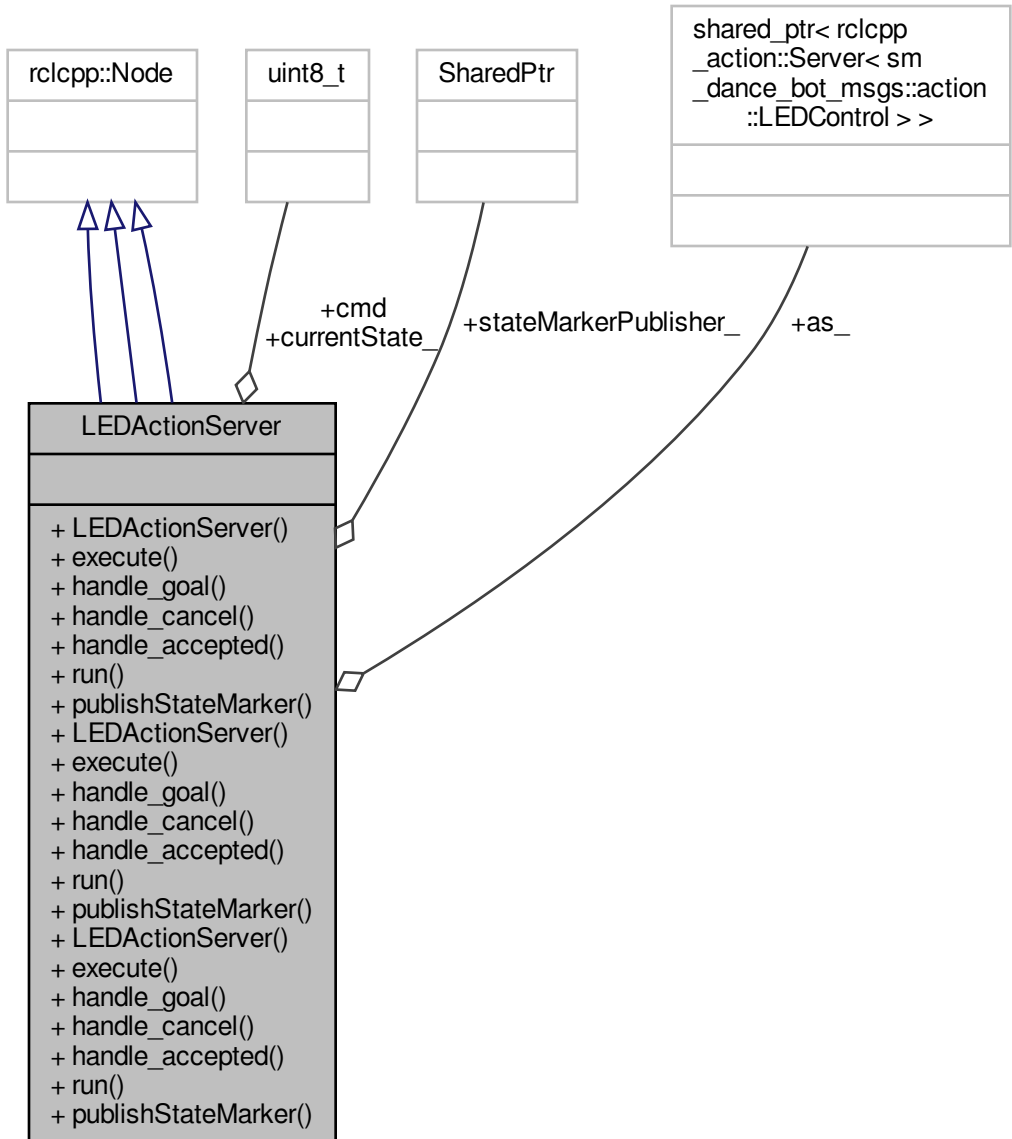 rclcpp::Node
uint8_t
SharedPtr
shared_ptr< rclcpp
_action::Server< sm
_dance_bot_msgs::action
::LEDControl > >
+cmd
+currentState_
+stateMarkerPublisher_
+as_
LEDActionServer
+ LEDActionServer()
+ execute()
+ handle_goal()
+ handle_cancel()
+ handle_accepted()
+ run()
+ publishStateMarker()
+ LEDActionServer()
+ execute()
+ handle_goal()
+ handle_cancel()
+ handle_accepted()
+ run()
+ publishStateMarker()
+ LEDActionServer()
+ execute()
+ handle_goal()
+ handle_cancel()
+ handle_accepted()
+ run()
+ publishStateMarker()